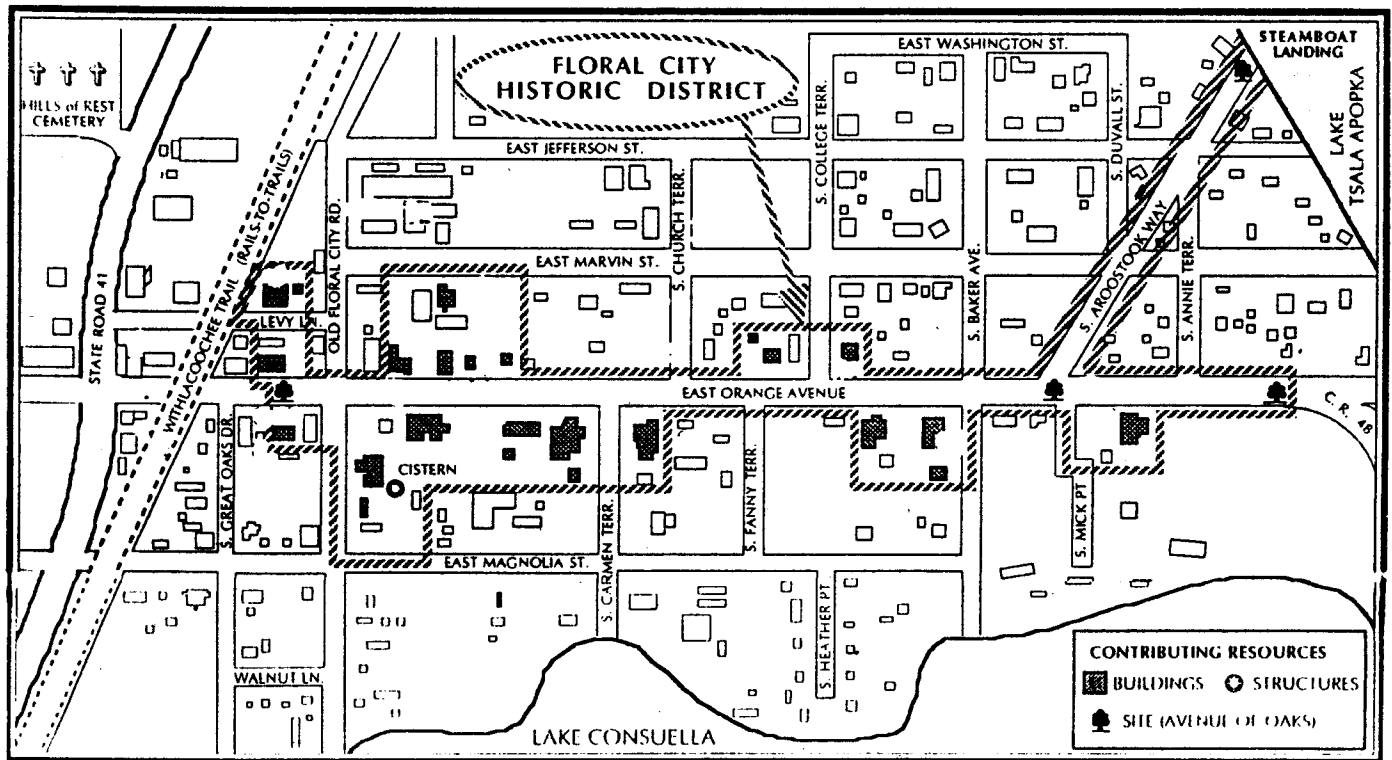 EAST WASHINGTON ST.
STEAMBOAT
LANDING
FLORAL CITY
HISTORIC DISTRICT
HILLS of REST
CEMETERY
LAKE
TSALA APOPKA
EAST JEFFERSON ST.
S. COLLEGE TERR.
S. DUVALL ST.
STATE ROAD 41
WITHLACOOCHEE TRAIL (RAILS-TO-TRAILS)
OLD FLORAL CITY RD.
S. CHURCH TERR.
EAST MARVIN ST.
S. BAKER AVE.
S. AROOSTOOK WAY
S. ANNIE TERR.
LEVY LN.
EAST ORANGE AVENUE
C. R. 48
S. GREAT OAKS DR.
CISTERN
S. CARMEN TERR.
S. FANNY TERR.
S. MICK PT
EAST MAGNOLIA ST.
S. HEATHER PT
WALNUT LN
LAKE CONSUELLA
CONTRIBUTING RESOURCES
BUILDINGS
STRUCTURES
SITE (AVENUE OF OAKS)